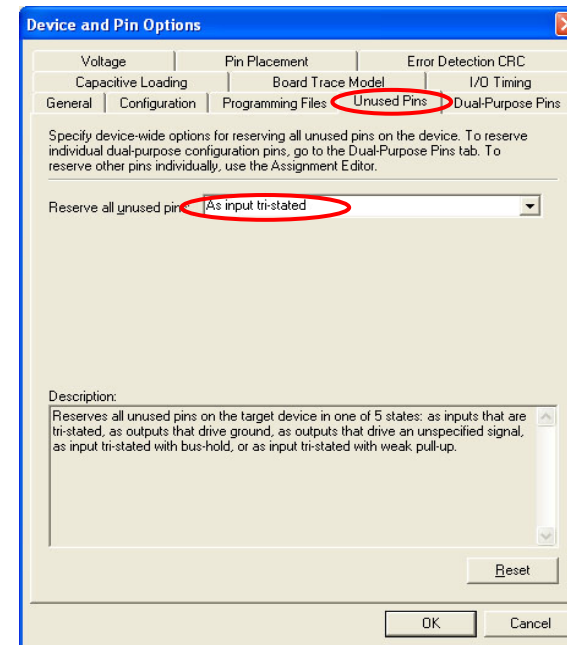 Device and Pin Options
Voltage Pin Placement Error Detection CRC
Capacitive Loading Board Trace Model I/O Timing
General Configuration Programming Files Unused Pins Dual-Purpose Pins
Specify device-wide options for reserving all unused pins on the device. To reserve
individual dual-purpose configuration pins, go to the Dual-Purpose Pins tab. To
reserve other pins individually, use the Assignment Editor.
Reserve all unused pins: As input tri-stated
Description:
Reserves all unused pins on the target device in one of 5 states: as inputs that are
tri-stated, as outputs that drive ground, as outputs that drive an unspecified signal,
as input tri-stated with bus-hold, or as input tri-stated with weak pull-up.
Reset
OK Cancel